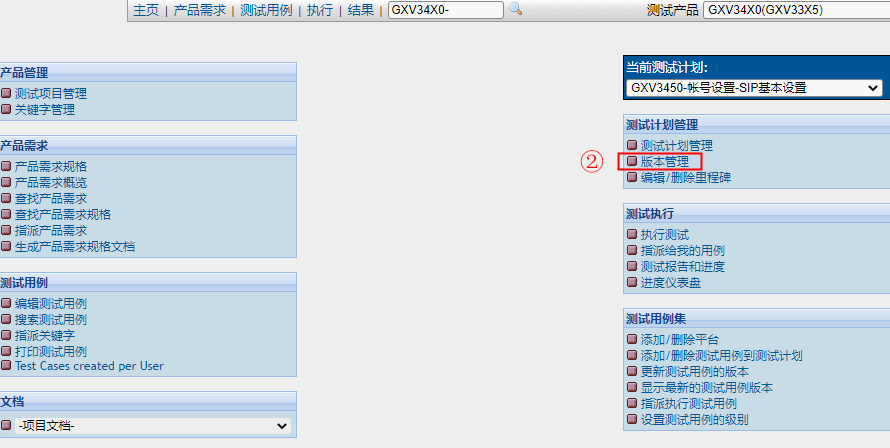 主页 | 产品需求 | 测试用例 | 执行 | 结果 | GXV34X0- 测试产品 GXV34X0(GXV33X5)
产品管理
测试项目管理
关键字管理
产品需求
产品需求规格
产品需求概览
查找产品需求
查找产品需求规格
指派产品需求
生成产品需求规格文档
测试用例
编辑测试用例
搜索测试用例
指派关键字
打印测试用例
Test Cases created per User
文档
-项目文档-
当前测试计划:
GXV3450-帐号设置-SIP基本设置
测试计划管理
测试计划管理
② 版本管理
编辑/删除里程碑
测试执行
执行测试
指派给我的用例
测试报告和进度
进度仪表盘
测试用例集
添加/删除平台
添加/删除测试用例到测试计划
更新测试用例的版本
显示最新的测试用例版本
指派执行测试用例
设置测试用例的级别